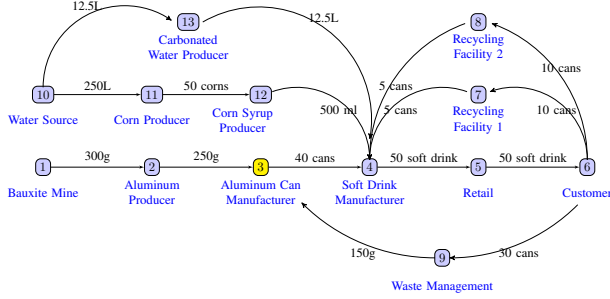 12.5L
13
12.5L
Carbonated
Water Producer
8
Recycling
Facility 2
10 cans
5 cans
10
250L
11
50 corns
12
500 ml
5 cans
7
10 cans
Water Source
Corn Producer
Corn Syrup
Producer
Recycling
Facility 1
1
300g
2
250g
3
40 cans
4
50 soft drink
5
50 soft drink
6
Bauxite Mine
Aluminum
Producer
Aluminum Can
Manufacturer
Soft Drink
Manufacturer
Retail
Customer
150g
9
30 cans
Waste Management